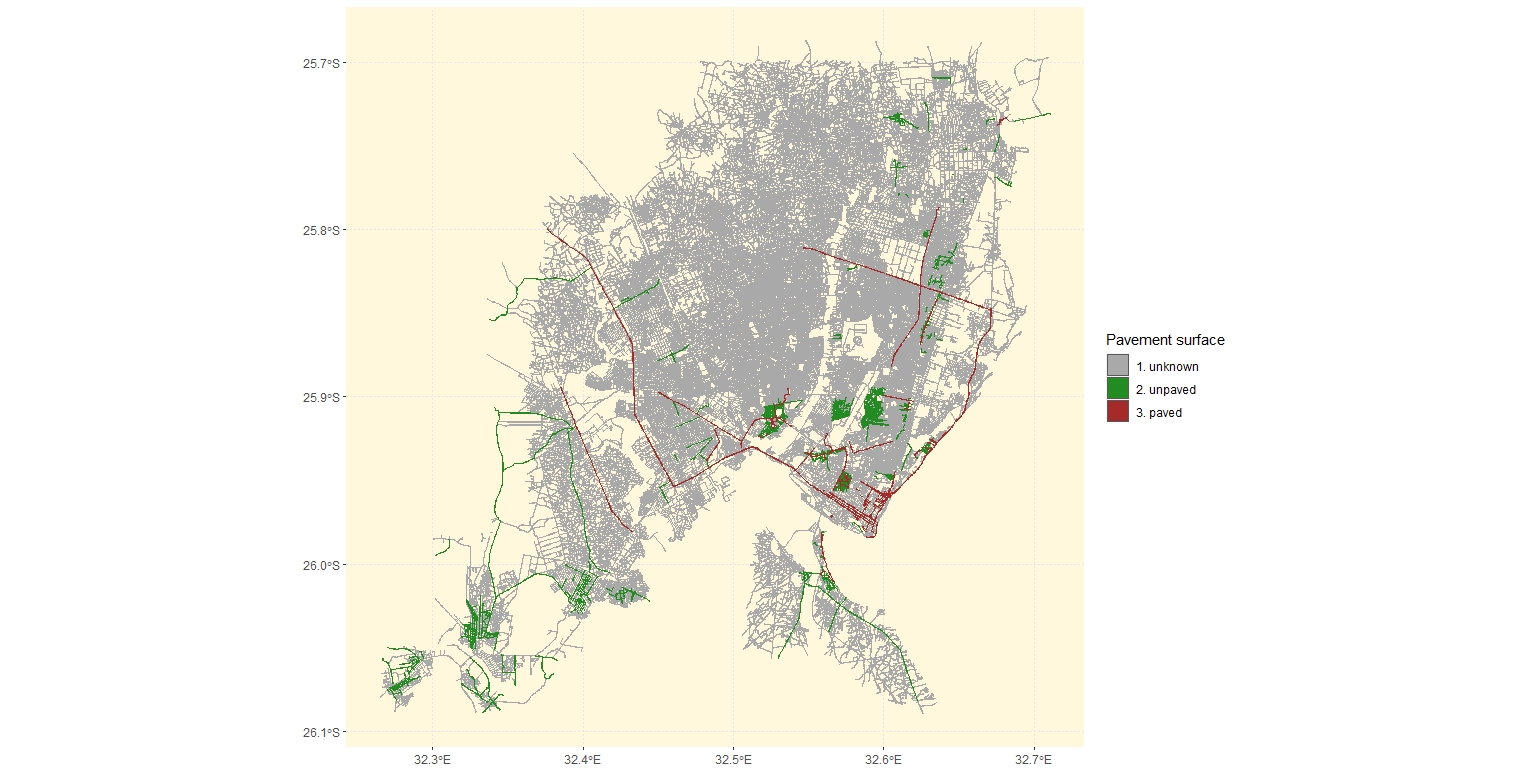 25.7°S
25.8°S
25.9°S
26.0°S
26.1°S
32.3°E
32.4°E
32.5°E
32.6°E
32.7°E
Pavement surface
1. unknown
2. unpaved
3. paved